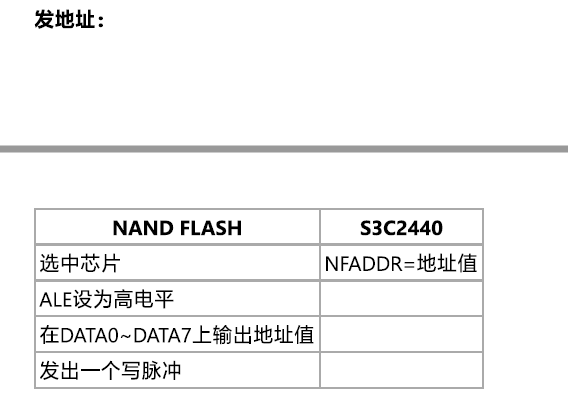 发地址：
NAND FLASH S3C2440
选中芯片 NFADDR=地址值
ALE设为高电平
在DATA0~DATA7上输出地址值
发出一个写脉冲